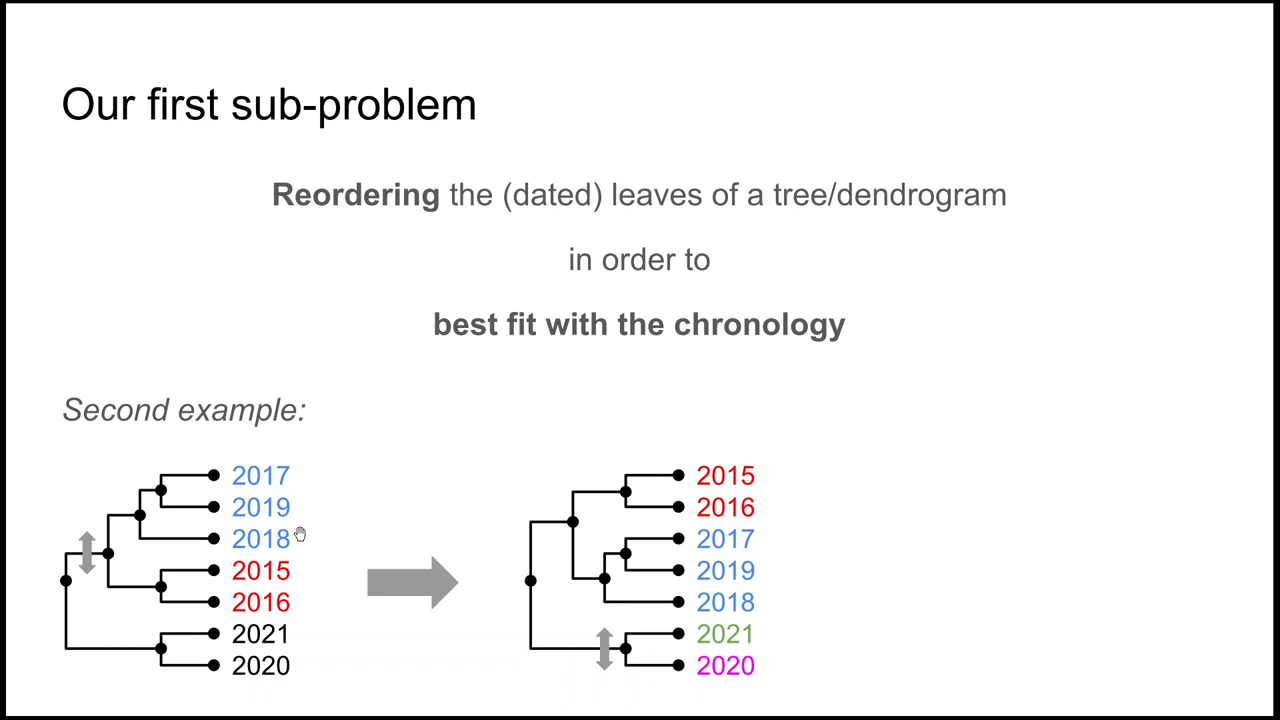 Our first sub-problem
Reordering the (dated) leaves of a tree/dendrogram
in order to
best fit with the chronology
Second example:
2017
2019
2018
2015
2016
2021
2020
2015
2016
2017
2019
2018
2021
2020